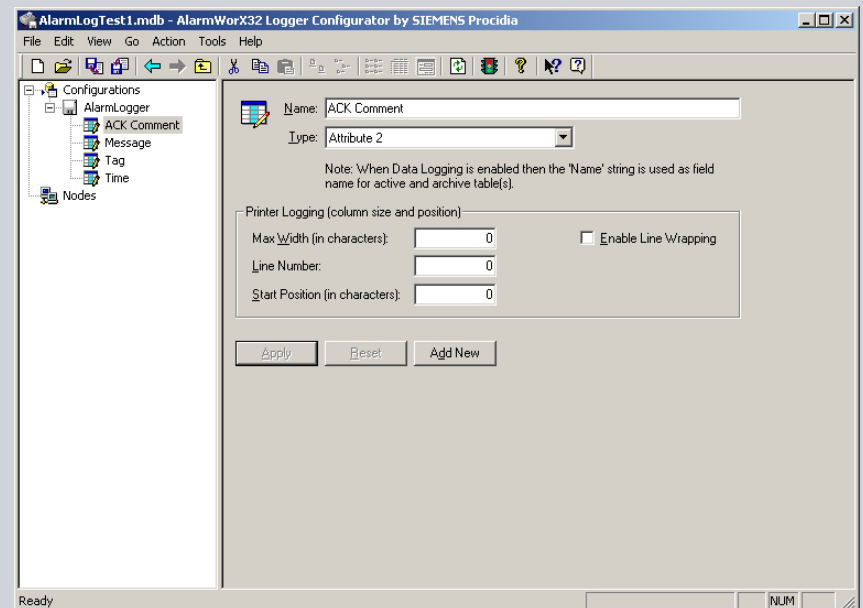 AlarmLogTest1.mdb - AlarmWorX32 Logger Configurator by SIEMENS Procidia
File Edit View Go Action Tools Help
Configurations
AlarmLogger
ACK Comment
Message
Tag
Time
Nodes
Name: ACK Comment
Type: Attribute 2
Note: When Data Logging is enabled then the 'Name' string is used as field
name for active and archive table(s).
Printer Logging (column size and position)
Max Width (in characters): 0 Enable Line Wrapping
Line Number: 0
Start Position (in characters): 0
Apply Reset Add New
Ready NUM